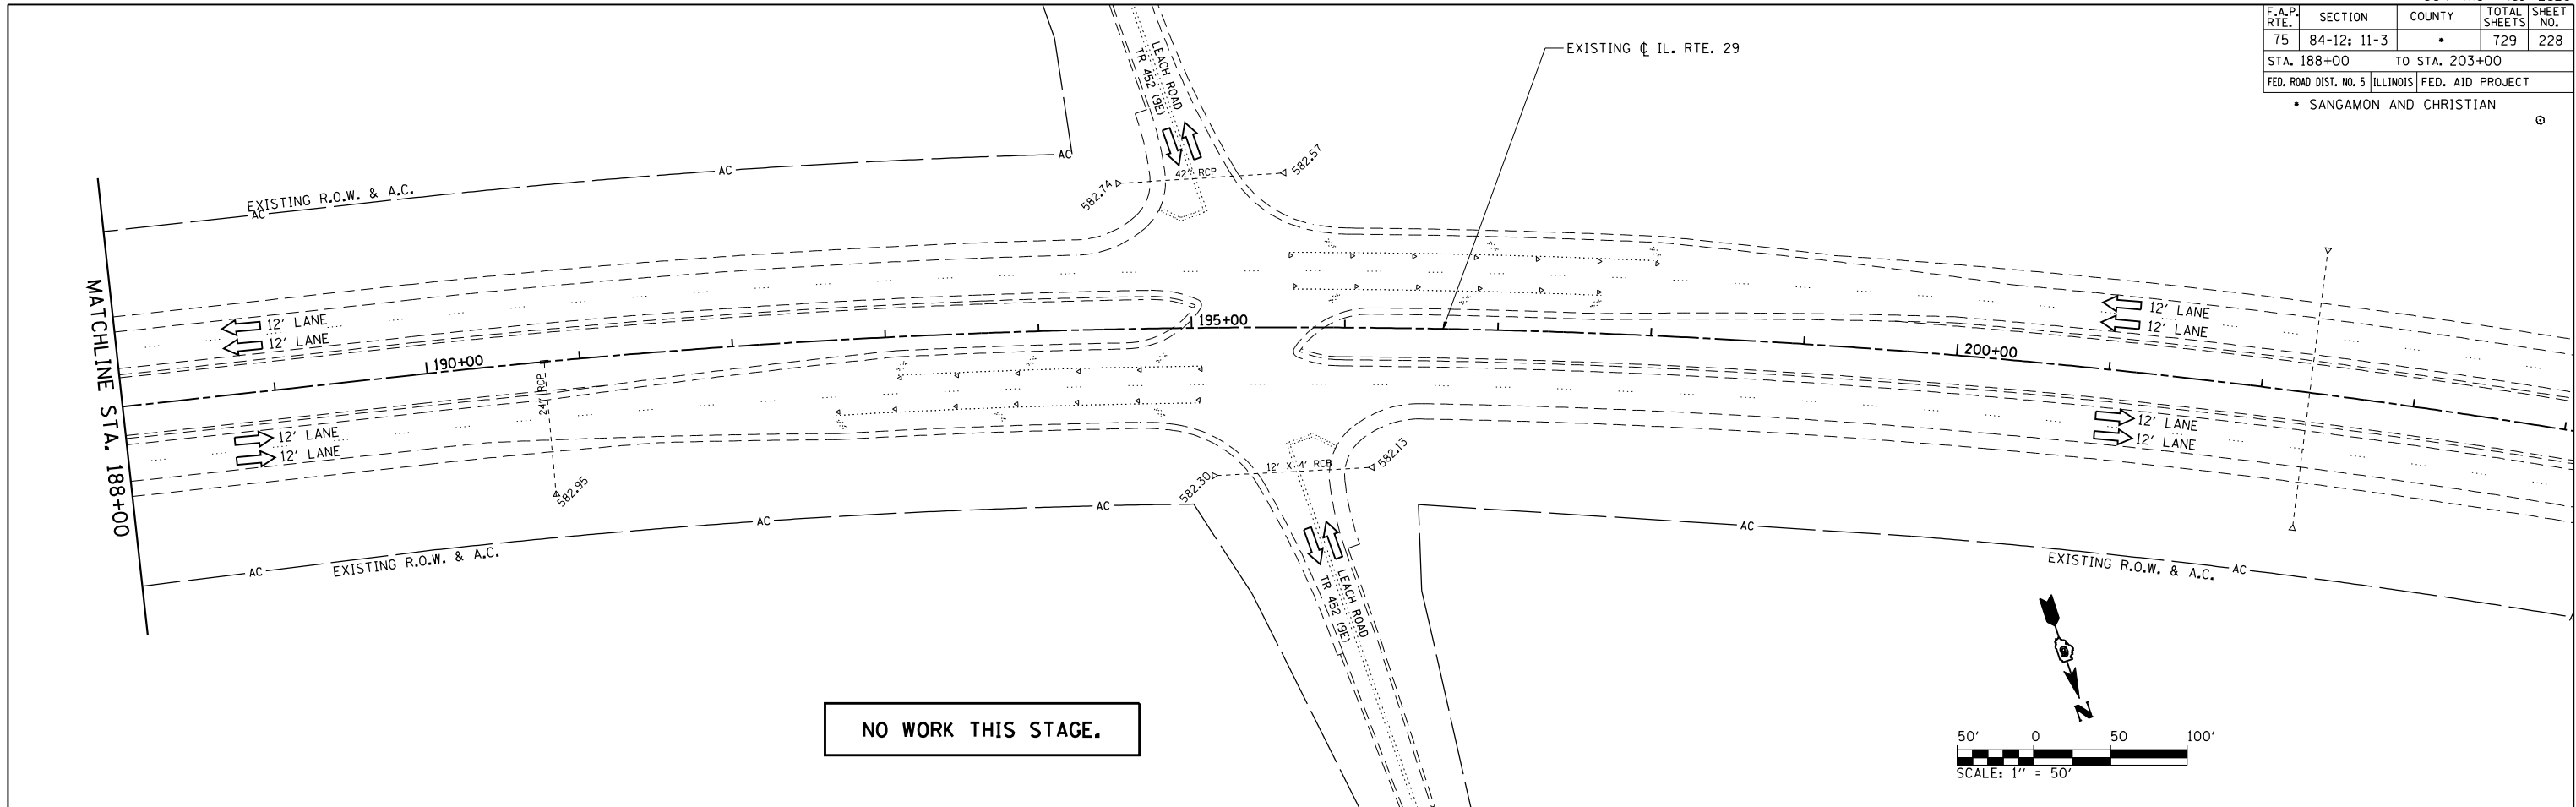 F.A.P. RTE. SECTION COUNTY TOTAL SHEETS SHEET NO.
75 84-12; 11-3 * 729 228
STA. 188+00 TO STA. 203+00
FED. ROAD DIST. NO. 5 ILLINOIS FED. AID PROJECT
* SANGAMON AND CHRISTIAN
EXISTING ℄ IL. RTE. 29
LEACH ROAD
TR 452 (9E)
AC
AC
EXISTING R.O.W. & A.C.
AC
582.74
42" RCP
582.57
MATCHLINE STA. 188+00
12' LANE
12' LANE
12' LANE
12' LANE
190+00
195+00
200+00
24" RCP
582.95
12' LANE
12' LANE
12' LANE
12' LANE
582.30
12' X 4' RCB
582.13
AC
EXISTING R.O.W. & A.C.
AC
AC
AC
EXISTING R.O.W. & A.C.
AC
LEACH ROAD
TR 452 (9E)
NO WORK THIS STAGE.
9
N
50' 0 50 100'
SCALE: 1" = 50'